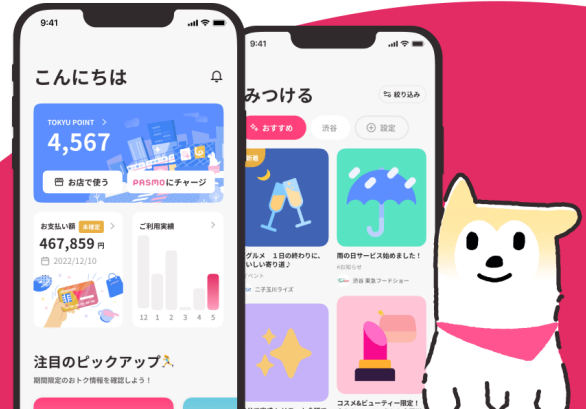 9:41
こんにちは
TOKYU POINT
4,567
お店で使う
PASMOにチャージ
お支払い額 未確定
467,859 円
2022/12/10
ご利用実績
12 1 2 3 4 5
注目のピックアップ
期間限定のおトク情報を確認しよう！
9:41
みつける
絞り込み
おすすめ
渋谷
設定
新着
グルメ 1日の終わりに、
いしい寄り道♪
イベント
二子玉川ライズ
雨の日サービス始めました！
#お知らせ
渋谷 東急フードショー
コスメ&ビューティー限定！